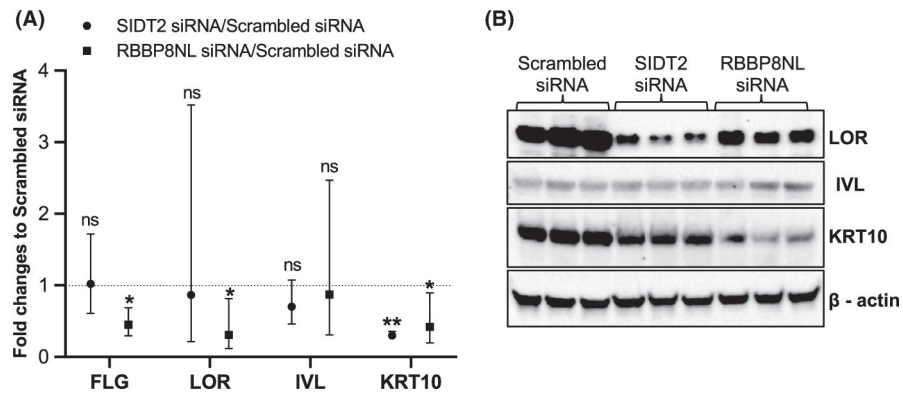 (A)
SIDT2 siRNA/Scrambled siRNA
RBBP8NL siRNA/Scrambled siRNA
Fold changes to Scrambled siRNA
4
3
2
1
0
ns
*
ns
*
ns
ns
**
*
FLG
LOR
IVL
KRT10
(B)
Scrambled siRNA
SIDT2 siRNA
RBBP8NL siRNA
LOR
IVL
KRT10
β - actin